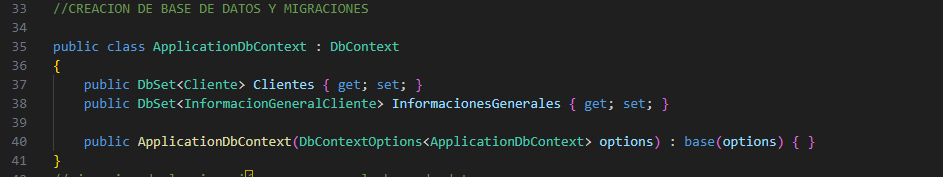 33 //CREACION DE BASE DE DATOS Y MIGRACIONES
34
35 public class ApplicationDbContext : DbContext
36 {
37 public DbSet<Cliente> Clientes { get; set; }
38 public DbSet<InformacionGeneralCliente> InformacionesGenerales { get; set; }
39
40 public ApplicationDbContext(DbContextOptions<ApplicationDbContext> options) : base(options) { }
41 }